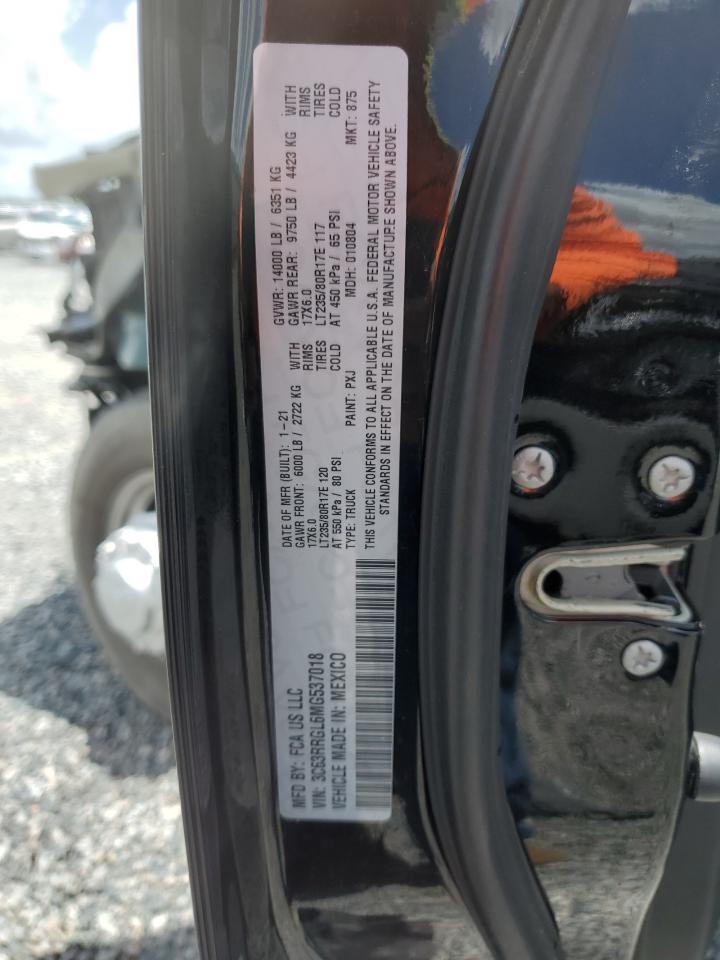 MFD BY: FCA US LLC
VIN: 3C63RRGL6MG537018
VEHICLE MADE IN: MEXICO
DATE OF MFR (BUILT): 1-21 GVWR: 14000 LB / 6351 KG
GAWR FRONT: 6000 LB / 2722 KG WITH GAWR REAR: 9750 LB / 4423 KG WITH
17X6.0 RIMS 17X6.0 RIMS
LT235/80R17E 120 TIRES LT235/80R17E 117 TIRES
AT 550 kPa / 80 PSI COLD AT 450 kPa / 65 PSI COLD
TYPE: TRUCK PAINT: PXJ MDH: 010804 MKT: 875
THIS VEHICLE CONFORMS TO ALL APPLICABLE U.S.A. FEDERAL MOTOR VEHICLE SAFETY
STANDARDS IN EFFECT ON THE DATE OF MANUFACTURE SHOWN ABOVE.